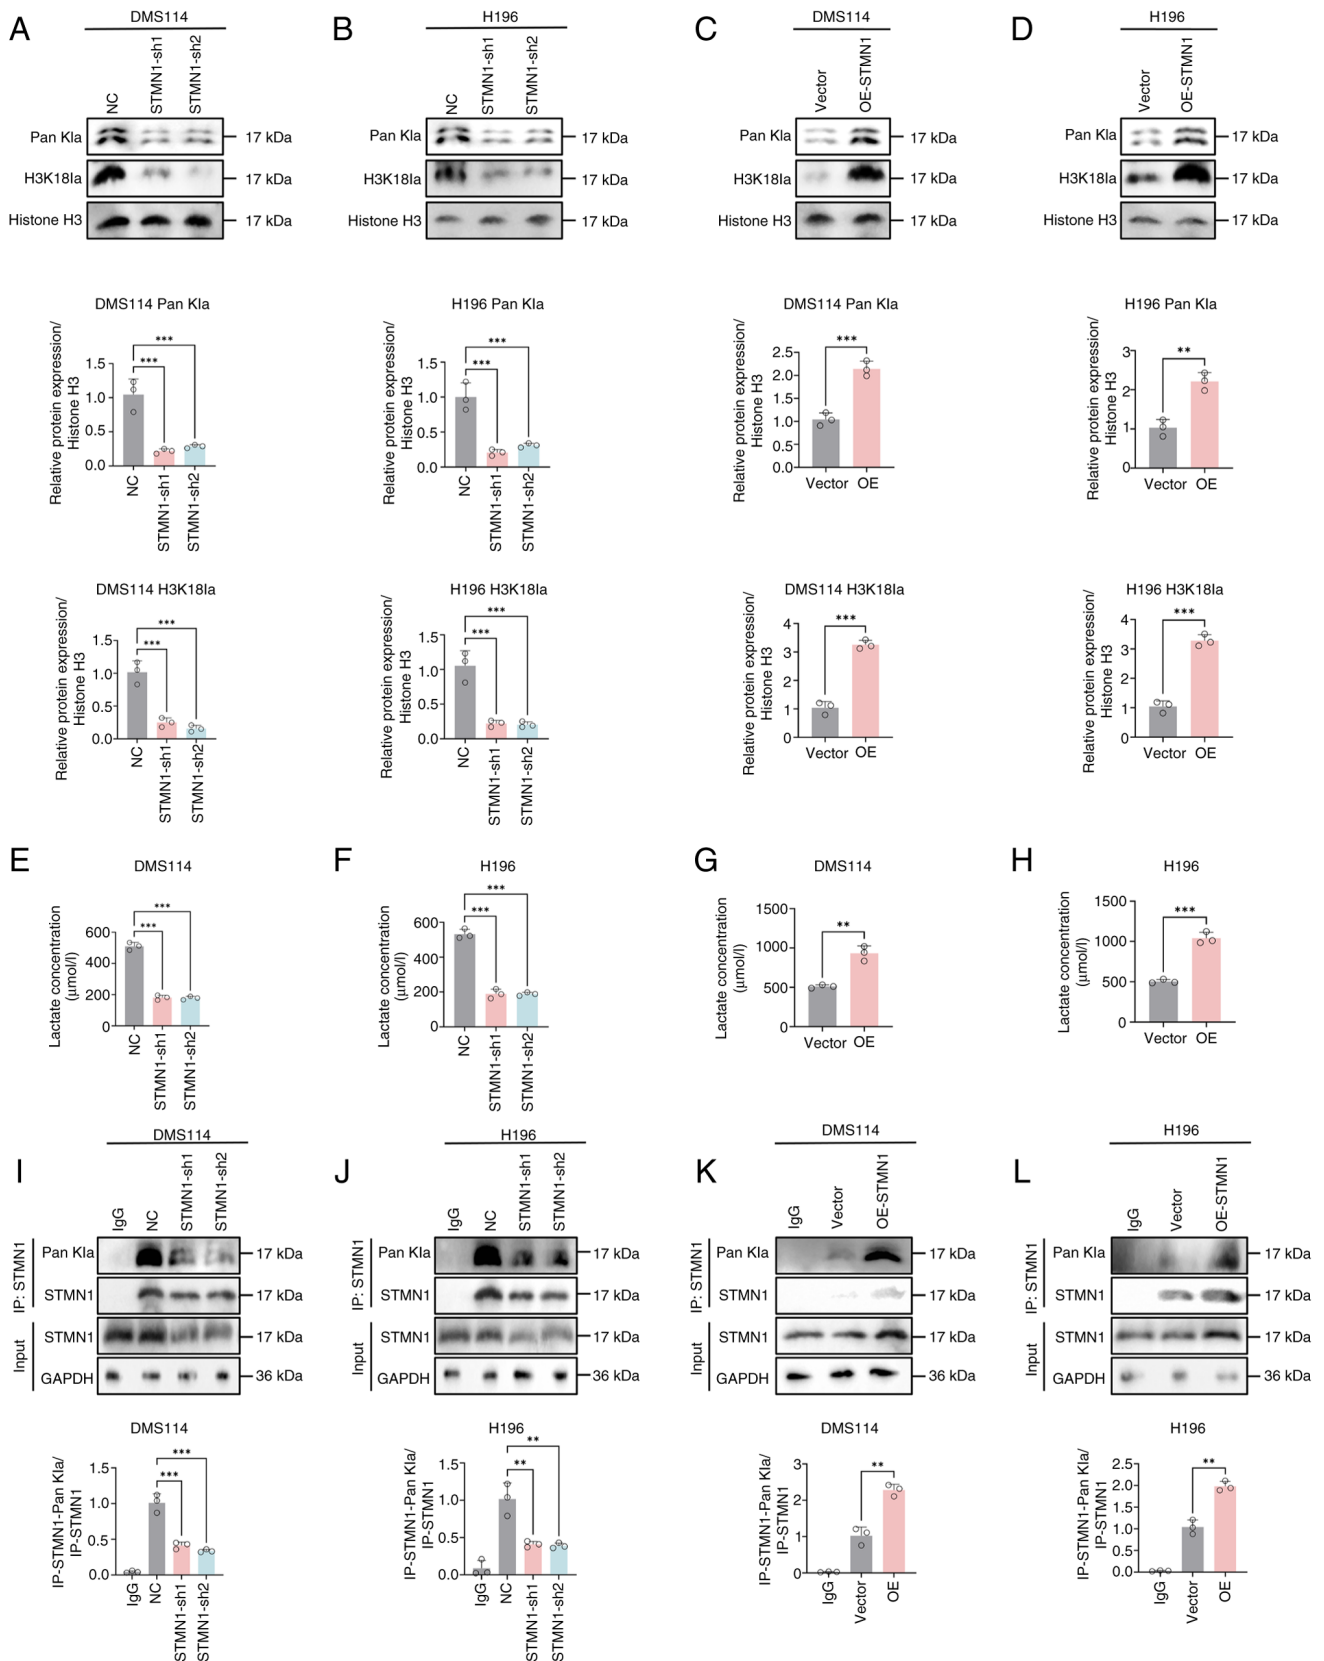 A
DMS114
NC
STMN1-sh1
STMN1-sh2
Pan Kla
17 kDa
H3K18la
17 kDa
Histone H3
17 kDa
B
H196
NC
STMN1-sh1
STMN1-sh2
Pan Kla
17 kDa
H3K18la
17 kDa
Histone H3
17 kDa
C
DMS114
Vector
OE-STMN1
Pan Kla
17 kDa
H3K18la
17 kDa
Histone H3
17 kDa
D
H196
Vector
OE-STMN1
Pan Kla
17 kDa
H3K18la
17 kDa
Histone H3
17 kDa
DMS114 Pan Kla
Relative protein expression/
Histone H3
1.5
1.0
0.5
0.0
***
***
NC
STMN1-sh1
STMN1-sh2
H196 Pan Kla
Relative protein expression/
Histone H3
1.5
1.0
0.5
0.0
***
***
NC
STMN1-sh1
STMN1-sh2
DMS114 Pan Kla
Relative protein expression/
Histone H3
2.5
2.0
1.5
1.0
0.5
0.0
***
Vector OE
H196 Pan Kla
Relative protein expression/
Histone H3
3
2
1
0
**
Vector OE
DMS114 H3K18la
Relative protein expression/
Histone H3
1.5
1.0
0.5
0.0
***
***
NC
STMN1-sh1
STMN1-sh2
H196 H3K18la
Relative protein expression/
Histone H3
1.5
1.0
0.5
0.0
***
***
NC
STMN1-sh1
STMN1-sh2
DMS114 H3K18la
Relative protein expression/
Histone H3
4
3
2
1
0
***
Vector OE
H196 H3K18la
Relative protein expression/
Histone H3
4
3
2
1
0
***
Vector OE
E
DMS114
Lactate concentration
(μmol/l)
600
400
200
0
***
***
NC
STMN1-sh1
STMN1-sh2
F
H196
Lactate concentration
(μmol/l)
600
400
200
0
***
***
NC
STMN1-sh1
STMN1-sh2
G
DMS114
Lactate concentration
(μmol/l)
1500
1000
500
0
**
Vector OE
H
H196
Lactate concentration
(μmol/l)
1500
1000
500
0
***
Vector OE
I
DMS114
IgG
NC
STMN1-sh1
STMN1-sh2
IP: STMN1
Pan Kla
17 kDa
STMN1
17 kDa
Input
STMN1
17 kDa
GAPDH
36 kDa
J
H196
IgG
NC
STMN1-sh1
STMN1-sh2
IP: STMN1
Pan Kla
17 kDa
STMN1
17 kDa
Input
STMN1
17 kDa
GAPDH
36 kDa
K
DMS114
IgG
Vector
OE-STMN1
IP: STMN1
Pan Kla
17 kDa
STMN1
17 kDa
Input
STMN1
17 kDa
GAPDH
36 kDa
L
H196
IgG
Vector
OE-STMN1
IP: STMN1
Pan Kla
17 kDa
STMN1
17 kDa
Input
STMN1
17 kDa
GAPDH
36 kDa
DMS114
IP-STMN1-Pan Kla/
IP-STMN1
1.5
1.0
0.5
0.0
***
***
IgG
NC
STMN1-sh1
STMN1-sh2
H196
IP-STMN1-Pan Kla/
IP-STMN1
1.5
1.0
0.5
0.0
**
**
IgG
NC
STMN1-sh1
STMN1-sh2
DMS114
IP-STMN1-Pan Kla/
IP-STMN1
3
2
1
0
**
IgG
Vector
OE
H196
IP-STMN1-Pan Kla/
IP-STMN1
2.5
2.0
1.5
1.0
0.5
0.0
**
IgG
Vector
OE